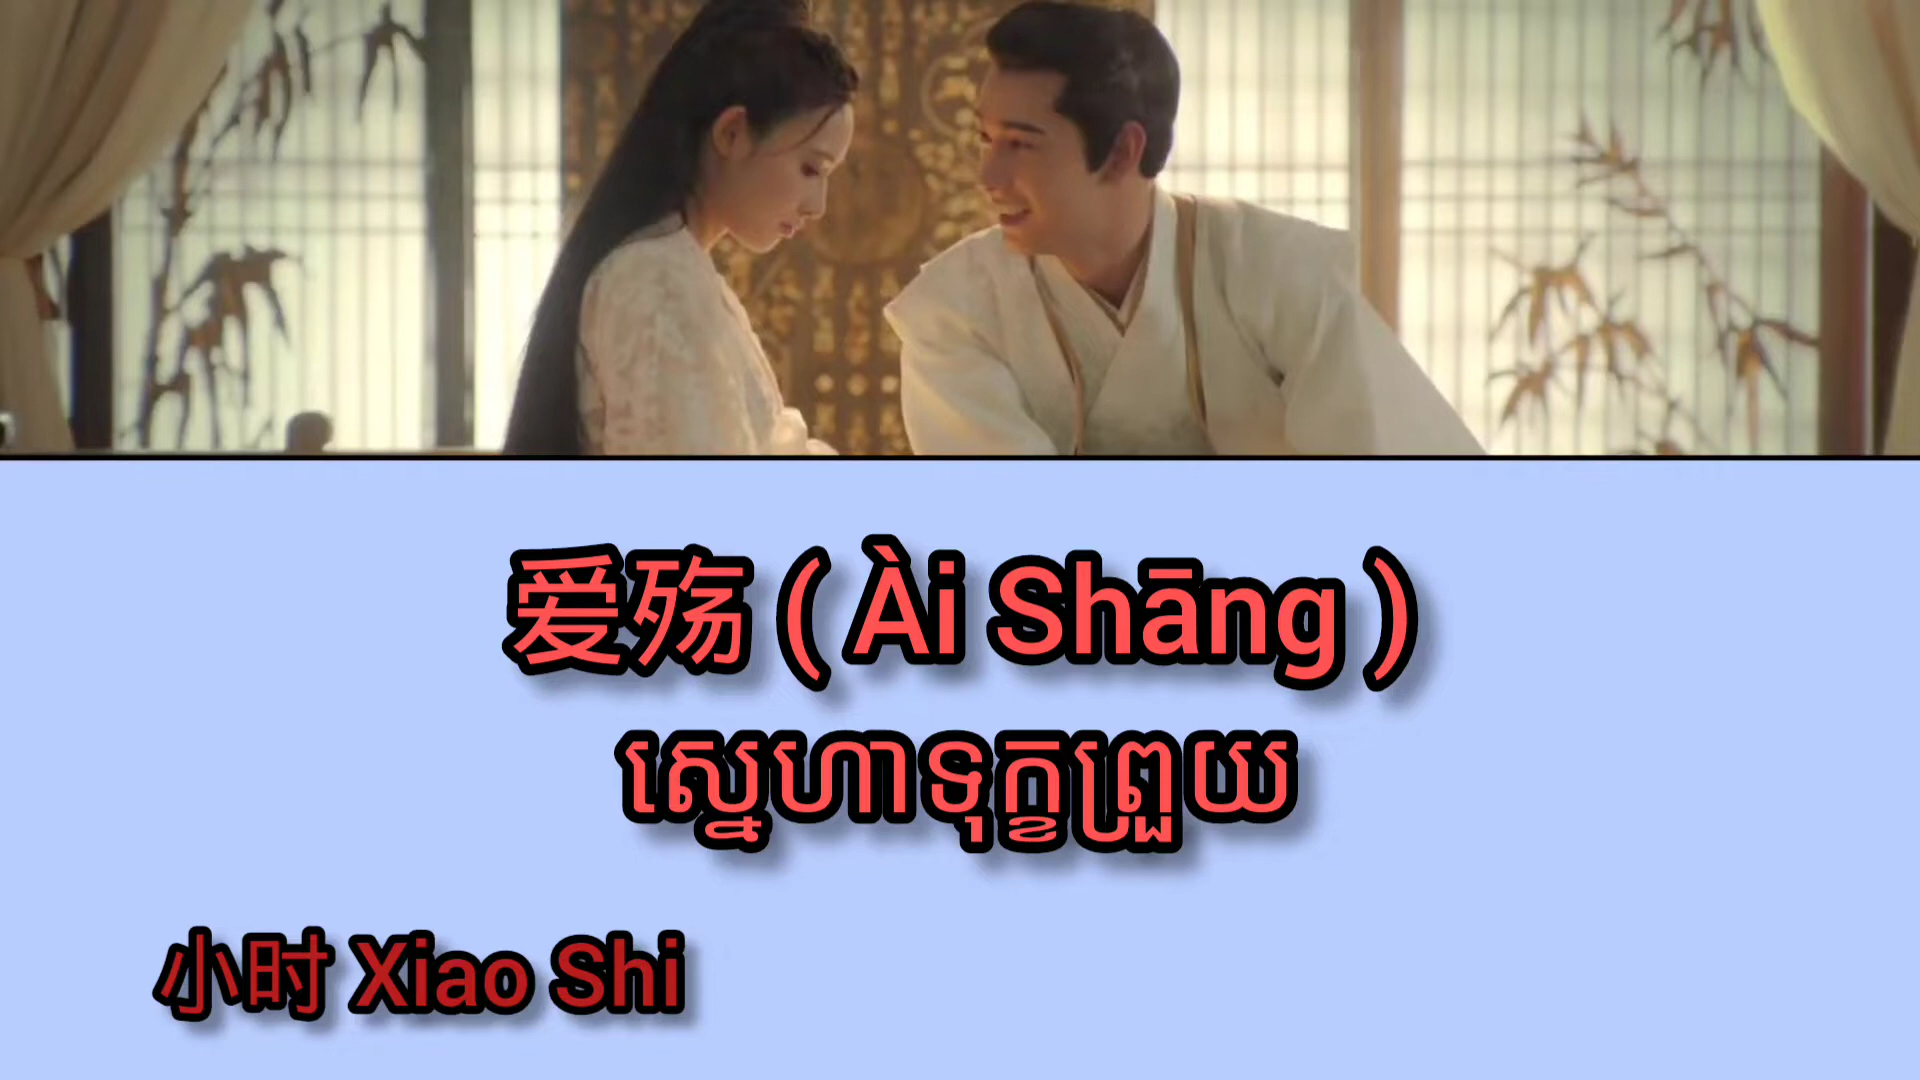 爱殇 ( Ài Shāng )
ស្នេហាទុក្ខព្រួយ
小时 Xiao Shi